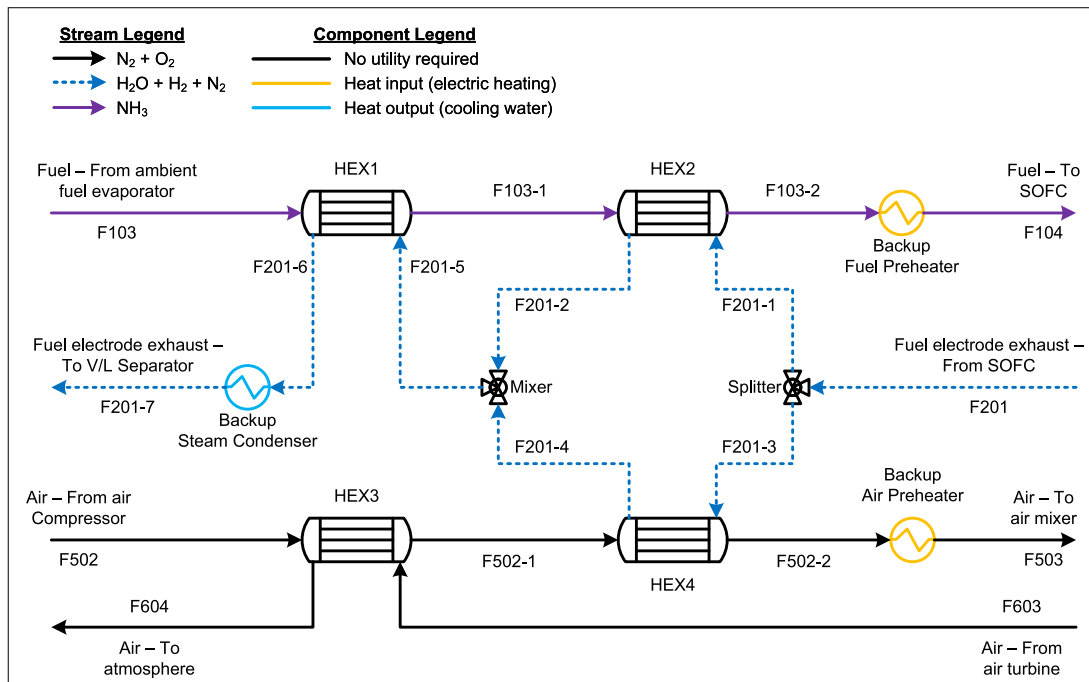 Stream Legend
N₂ + O₂
H₂O + H₂ + N₂
NH₃
Component Legend
No utility required
Heat input (electric heating)
Heat output (cooling water)
Fuel – From ambient
fuel evaporator
F103
HEX1
F103-1
HEX2
F103-2
Backup
Fuel Preheater
Fuel – To
SOFC
F104
F201-6
F201-5
F201-2
F201-1
Fuel electrode exhaust –
To V/L Separator
F201-7
Backup
Steam Condenser
Mixer
Splitter
Fuel electrode exhaust –
From SOFC
F201
F201-4
F201-3
Air – From air
Compressor
F502
HEX3
F502-1
HEX4
F502-2
Backup
Air Preheater
Air – To
air mixer
F503
F604
Air – To
atmosphere
F603
Air – From
air turbine